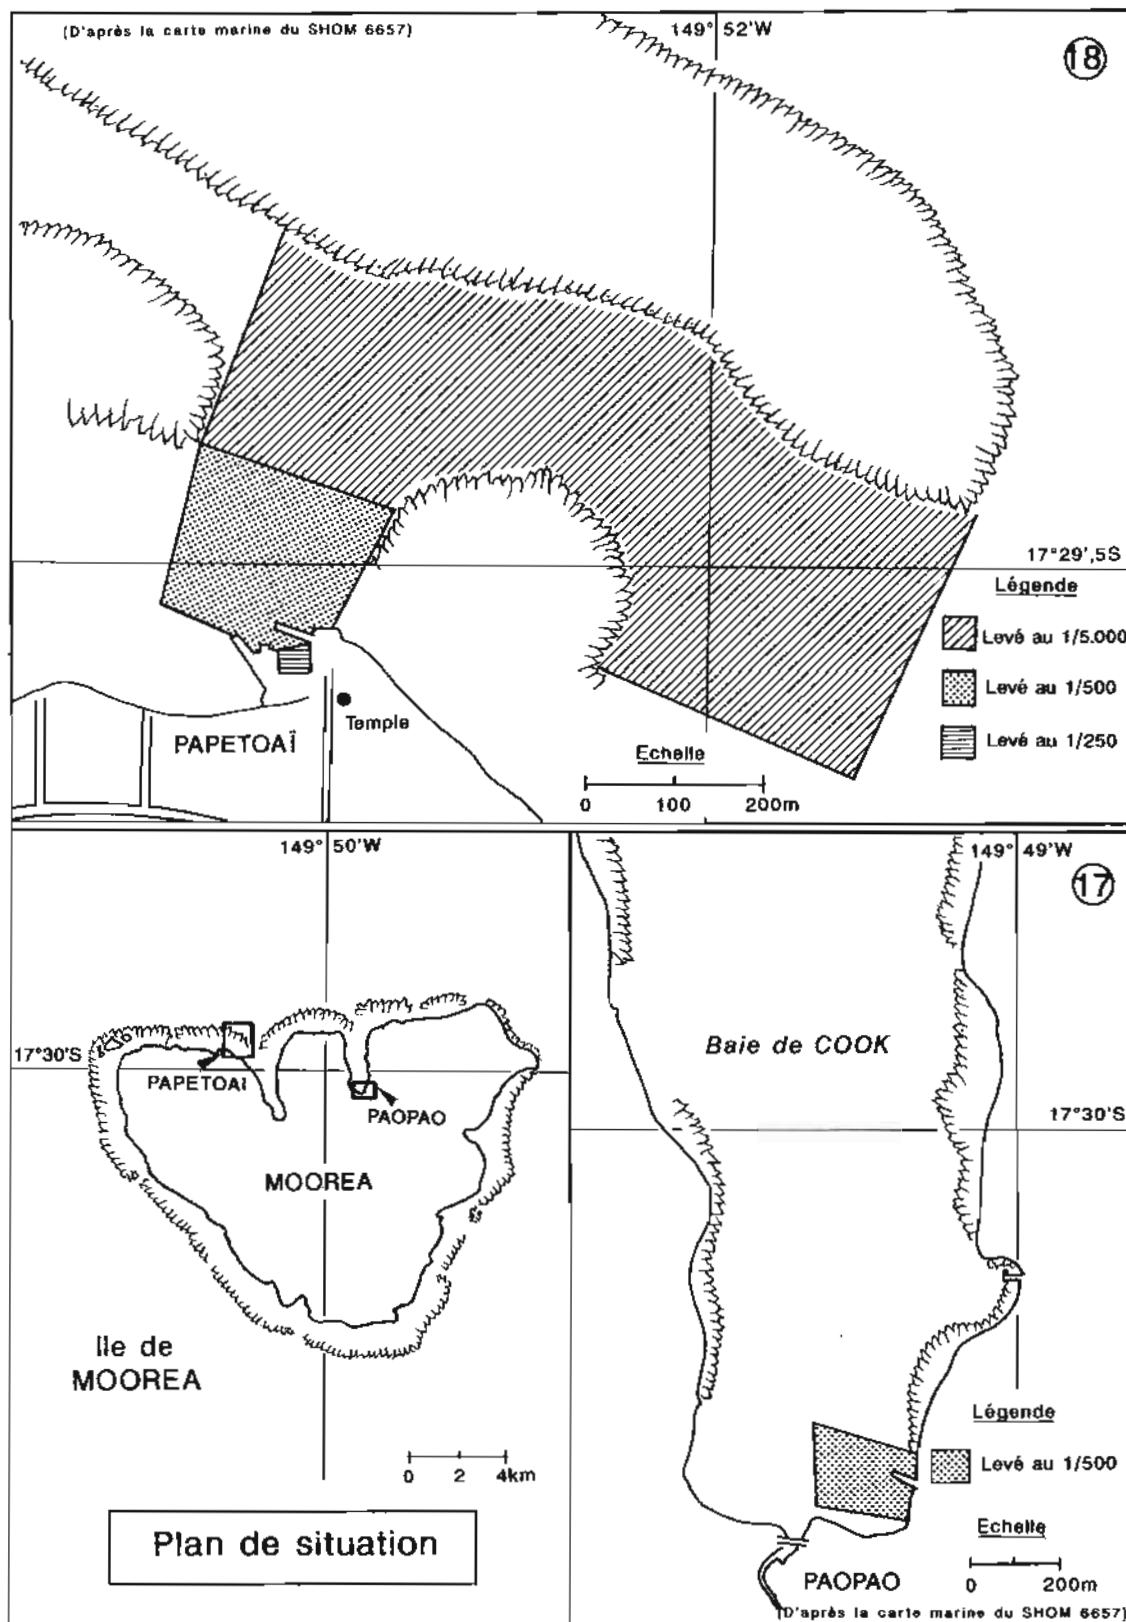 (D'après la carte marine du SHOM 6657)
149° 52'W
18
17°29',5S
Légende
Levé au 1/5.000
Levé au 1/500
Levé au 1/250
Temple
PAPETOAÏ
Echelle
0 100 200m
149° 50'W
17°30'S
PAPETOAI
PAOPAO
MOOREA
Ile de
MOOREA
0 2 4km
Plan de situation
149° 49'W
17
Baie de COOK
17°30'S
Légende
Levé au 1/500
Echelle
0 200m
PAOPAO
(D'après la carte marine du SHOM 6657)